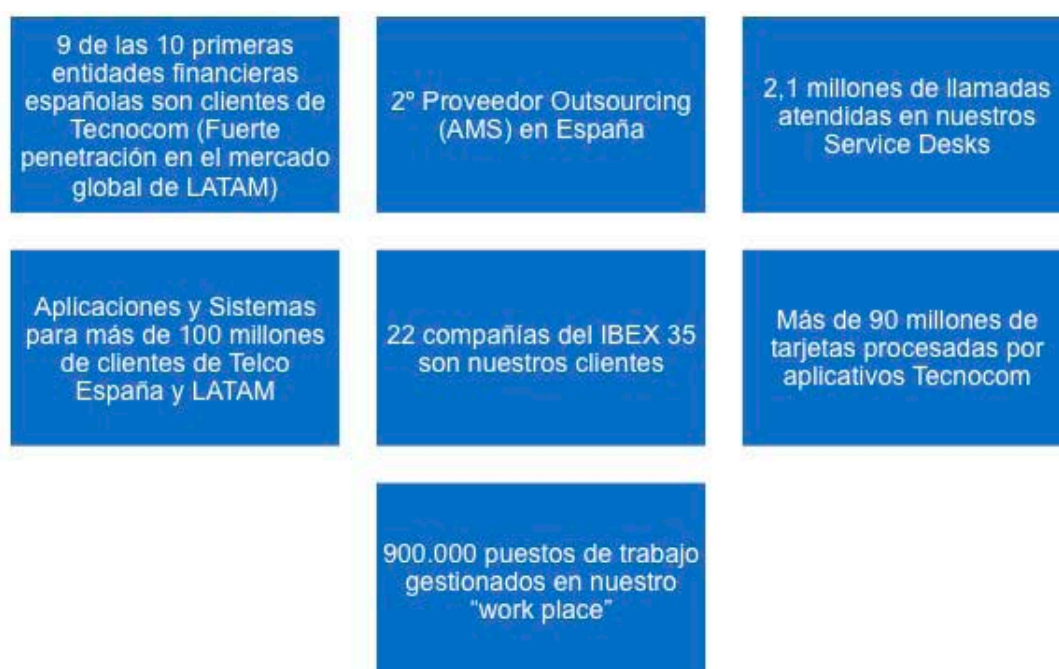 9 de las 10 primeras
entidades financieras
españolas son clientes de
Tecnocom (Fuerte
penetración en el mercado
global de LATAM)
2º Proveedor Outsourcing
(AMS) en España
2,1 millones de llamadas
atendidas en nuestros
Service Desks
Aplicaciones y Sistemas
para más de 100 millones
de clientes de Telco
España y LATAM
22 compañías del IBEX 35
son nuestros clientes
Más de 90 millones de
tarjetas procesadas por
aplicativos Tecnocom
900.000 puestos de trabajo
gestionados en nuestro
“work place”